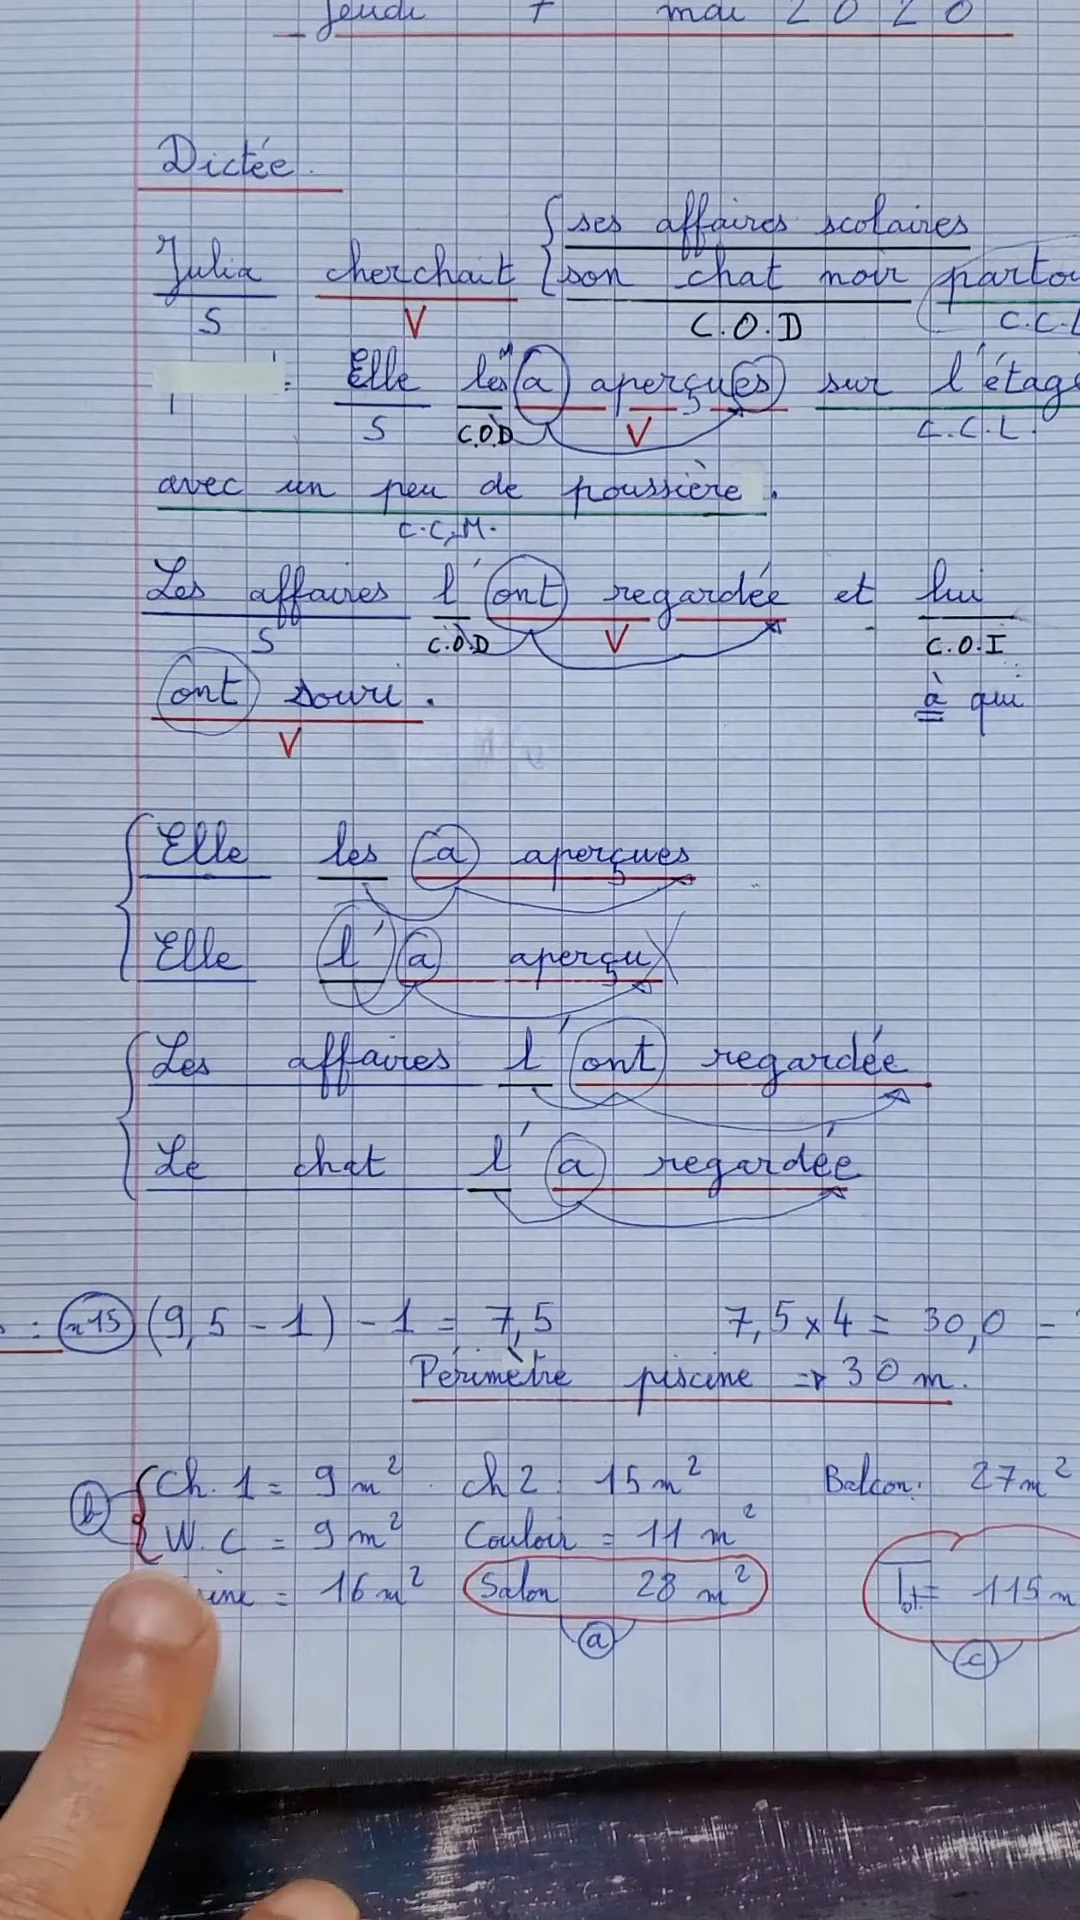 jeudi 7 mai 2020
Dictée.
{ ses affaires scolaires
Julia cherchait { son chat noir
S V C.O.D C.C.
Elle les a aperçues sur
S C.O.D V C.C.L.
avec un peu de poussière.
C.C.M.
Les affaires l'ont regardée et lui
S C.O.D V C.O.I
ont souri. à qui
V
Elle les a aperçues
Elle l'a aperçu
Les affaires l'ont regardée
Le chat l'a regardée
: n°15 (9,5 - 1) - 1 = 7,5 7,5 x 4 = 30,0 =
Périmètre piscine => 30 m.
b { Ch. 1 = 9 m² ch 2 : 15 m² Balcon : 27 m²
W.C = 9 m² Couloir = 11 m²
= 16 m² Salon 28 m² Tot = 115 m
a c